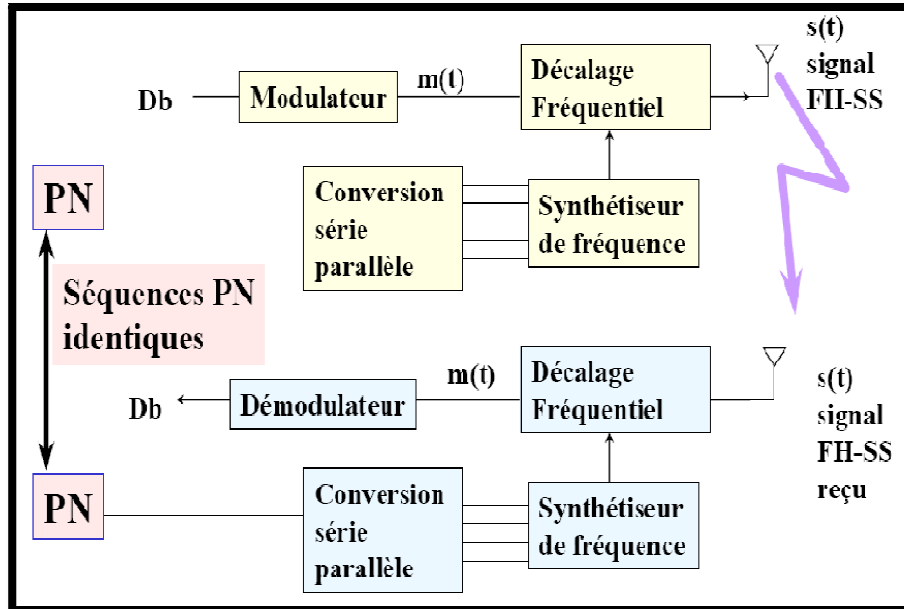 s(t)
signal
FH-SS
Décalage
Fréquentiel
m(t)
Db
Modulateur
PN
Conversion
série
parallèle
Synthétiseur
de fréquence
Séquences PN
identiques
Décalage
Fréquentiel
m(t)
Db
Démodulateur
s(t)
signal
FH-SS
reçu
PN
Conversion
série
parallèle
Synthétiseur
de fréquence